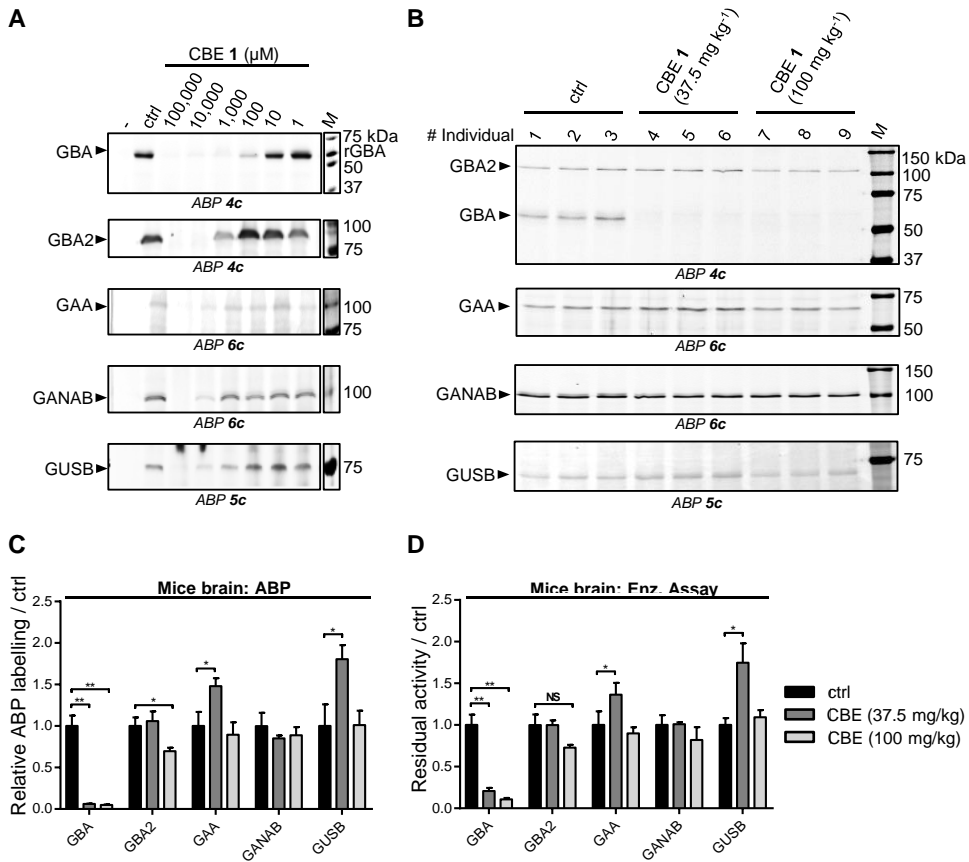 A
CBE 1 (µM)
- ctrl 100,000 10,000 1,000 100 10 1 M
GBA
75 kDa
rGBA
50
37
ABP 4c
GBA2
100
75
ABP 4c
GAA
100
75
ABP 6c
GANAB
100
ABP 6c
GUSB
75
ABP 5c
B
ctrl
CBE 1 (37.5 mg kg⁻¹)
CBE 1 (100 mg kg⁻¹)
# Individual 1 2 3 4 5 6 7 8 9 M
GBA2
GBA
150 kDa
100
75
50
37
ABP 4c
GAA
75
50
ABP 6c
GANAB
150
100
ABP 6c
GUSB
75
ABP 5c
C
Mice brain: ABP
Relative ABP labelling / ctrl
2.5
2.0
1.5
1.0
0.5
0.0
**
**
*
*
*
GBA GBA2 GAA GANAB GUSB
D
Mice brain: Enz. Assay
Residual activity / ctrl
2.5
2.0
1.5
1.0
0.5
0.0
**
**
NS
*
*
GBA GBA2 GAA GANAB GUSB
ctrl
CBE (37.5 mg/kg)
CBE (100 mg/kg)